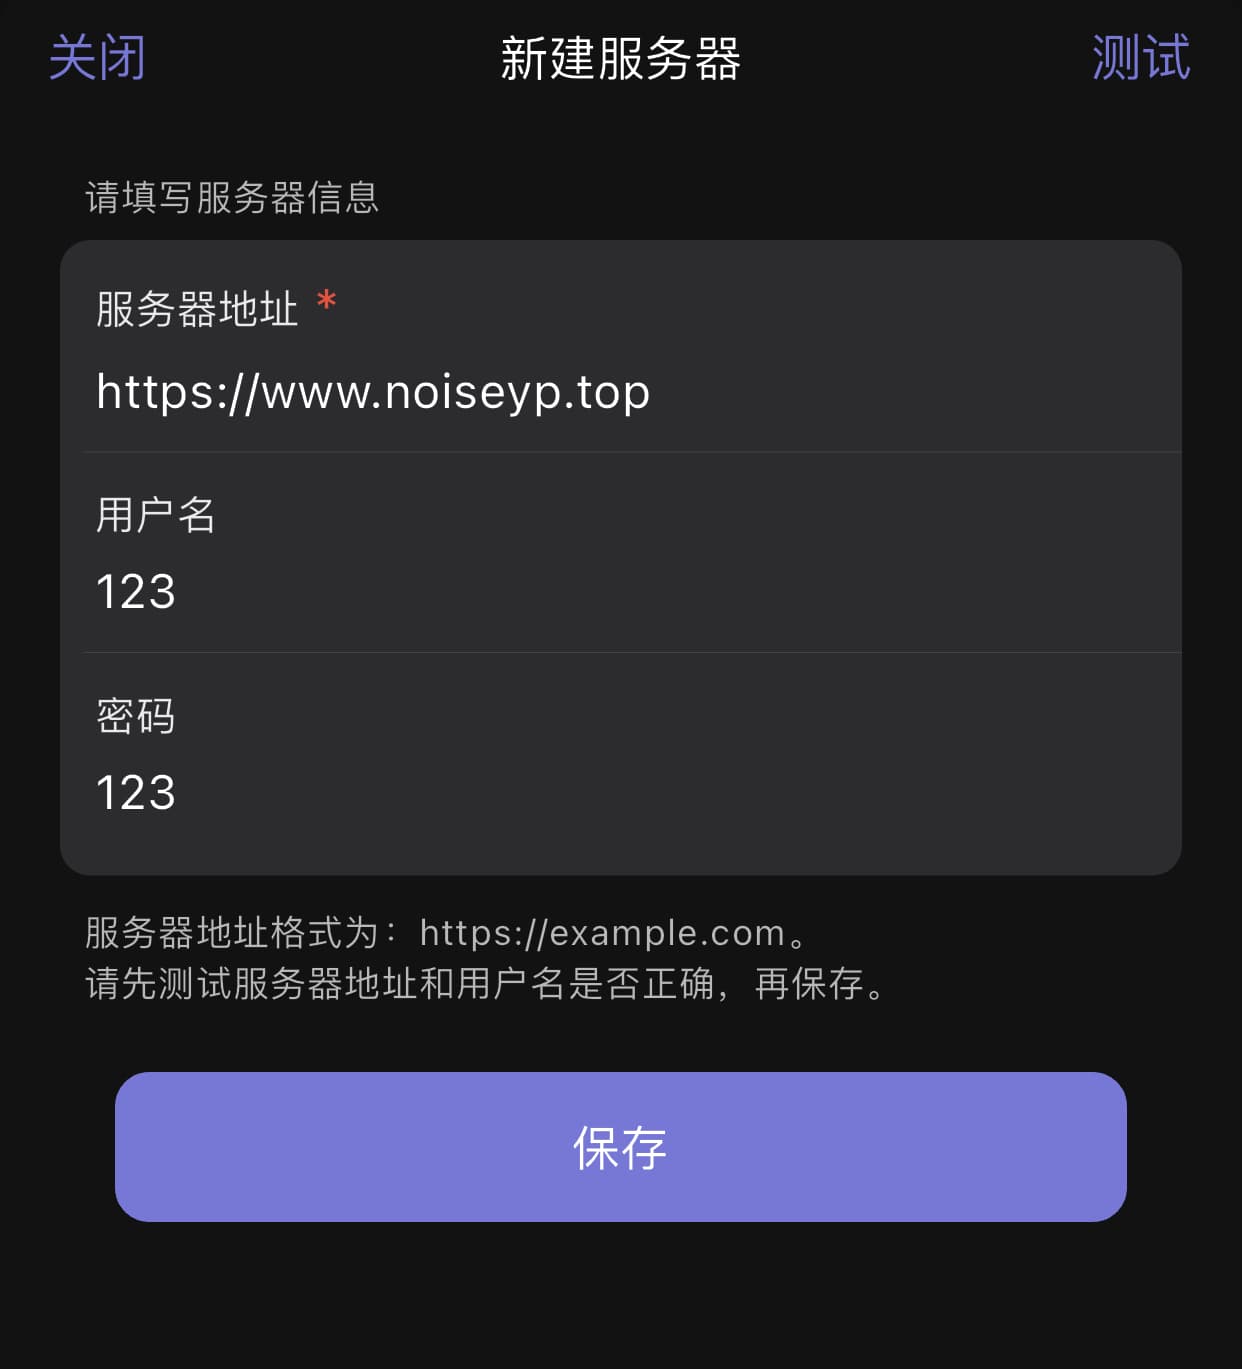 关闭
新建服务器
测试
请填写服务器信息
服务器地址 *
https://www.noiseyp.top
用户名
123
密码
123
服务器地址格式为：https://example.com。
请先测试服务器地址和用户名是否正确，再保存。
保存